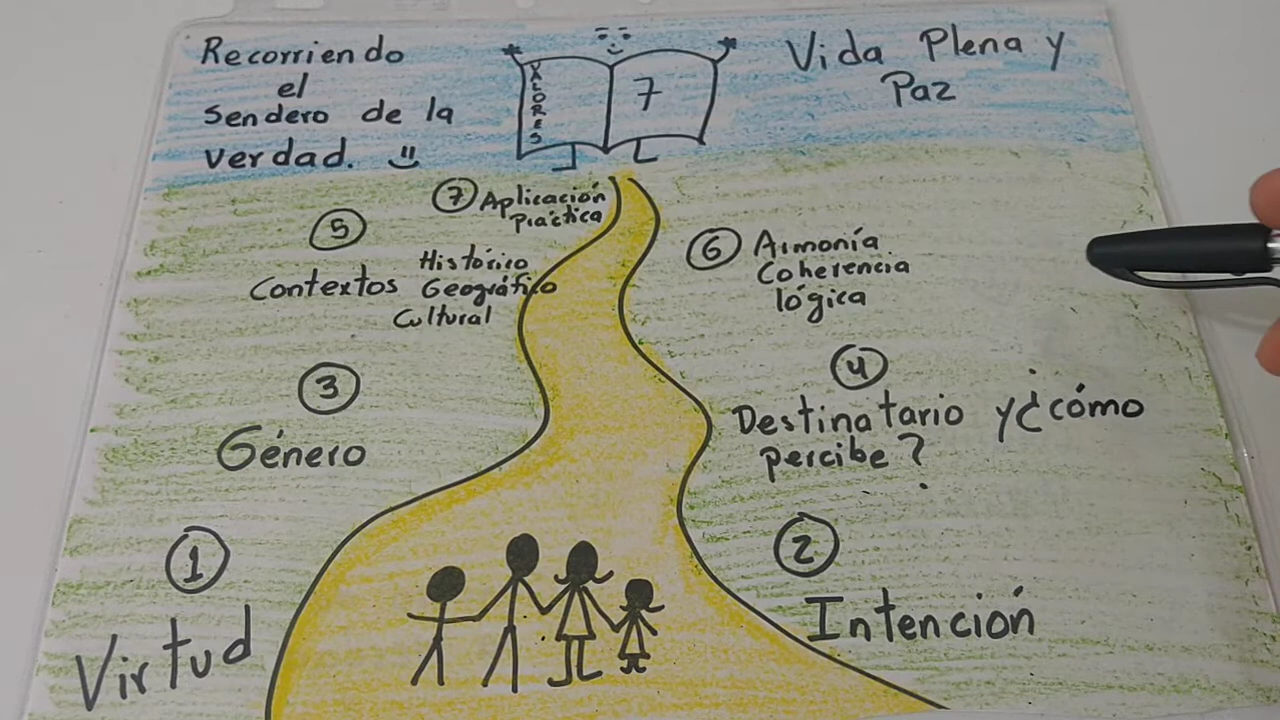 Recorriendo
el
Sendero de la
verdad.
VALORES
7
Vida Plena y
Paz
7 Aplicación
Práctica
5
Contextos
Histórico
Geográfico
Cultural
6 Armonía
Coherencia
lógica
3
Género
4
Destinatario y ¿cómo
percibe?
1
Virtud
2
Intención